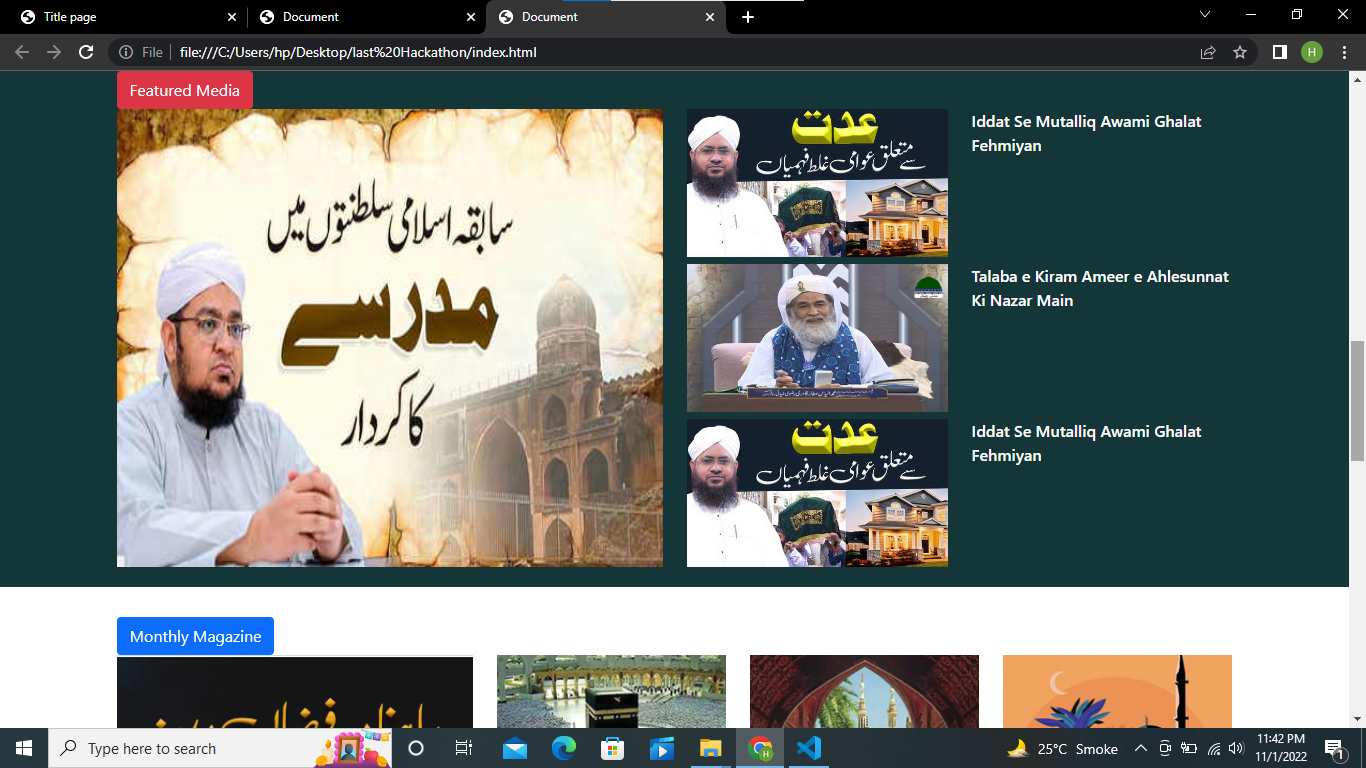 Title page
Document
Document
File
file:///C:/Users/hp/Desktop/last%20Hackathon/index.html
H
Featured Media
سابقہ اسلامی سلطنتوں میں
مدرسے
کا کردار
عدت
سے متعلق عوامی غلط فہمیاں
Iddat Se Mutalliq Awami Ghalat
Fehmiyan
Talaba e Kiram Ameer e Ahlesunnat
Ki Nazar Main
عدت
سے متعلق عوامی غلط فہمیاں
Iddat Se Mutalliq Awami Ghalat
Fehmiyan
Monthly Magazine
Type here to search
H
25°C Smoke
11:42 PM
11/1/2022
1